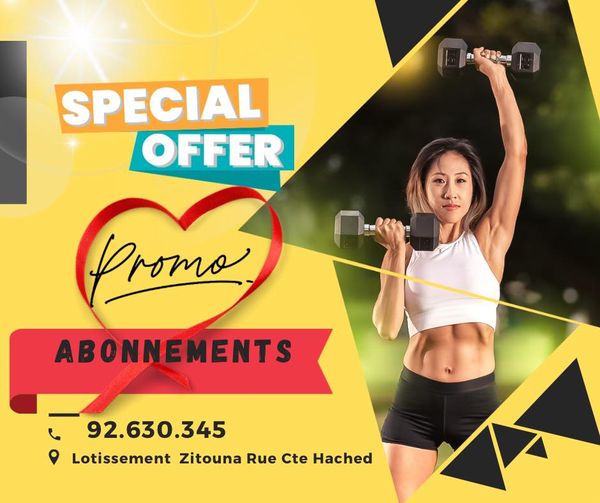 SPECIAL
OFFER
Promo
ABONNEMENTS
92.630.345
Lotissement Zitouna Rue Cte Hached